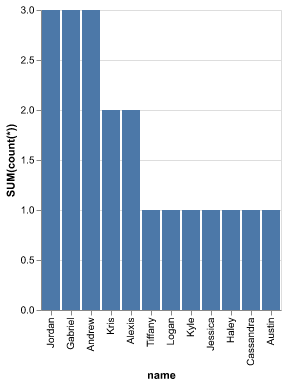 3.0
2.5
2.0
1.5
1.0
0.5
0.0
SUM(count(*))
Jordan
Gabriel
Andrew
Kris
Alexis
Tiffany
Logan
Kyle
Jessica
Haley
Cassandra
Austin
name